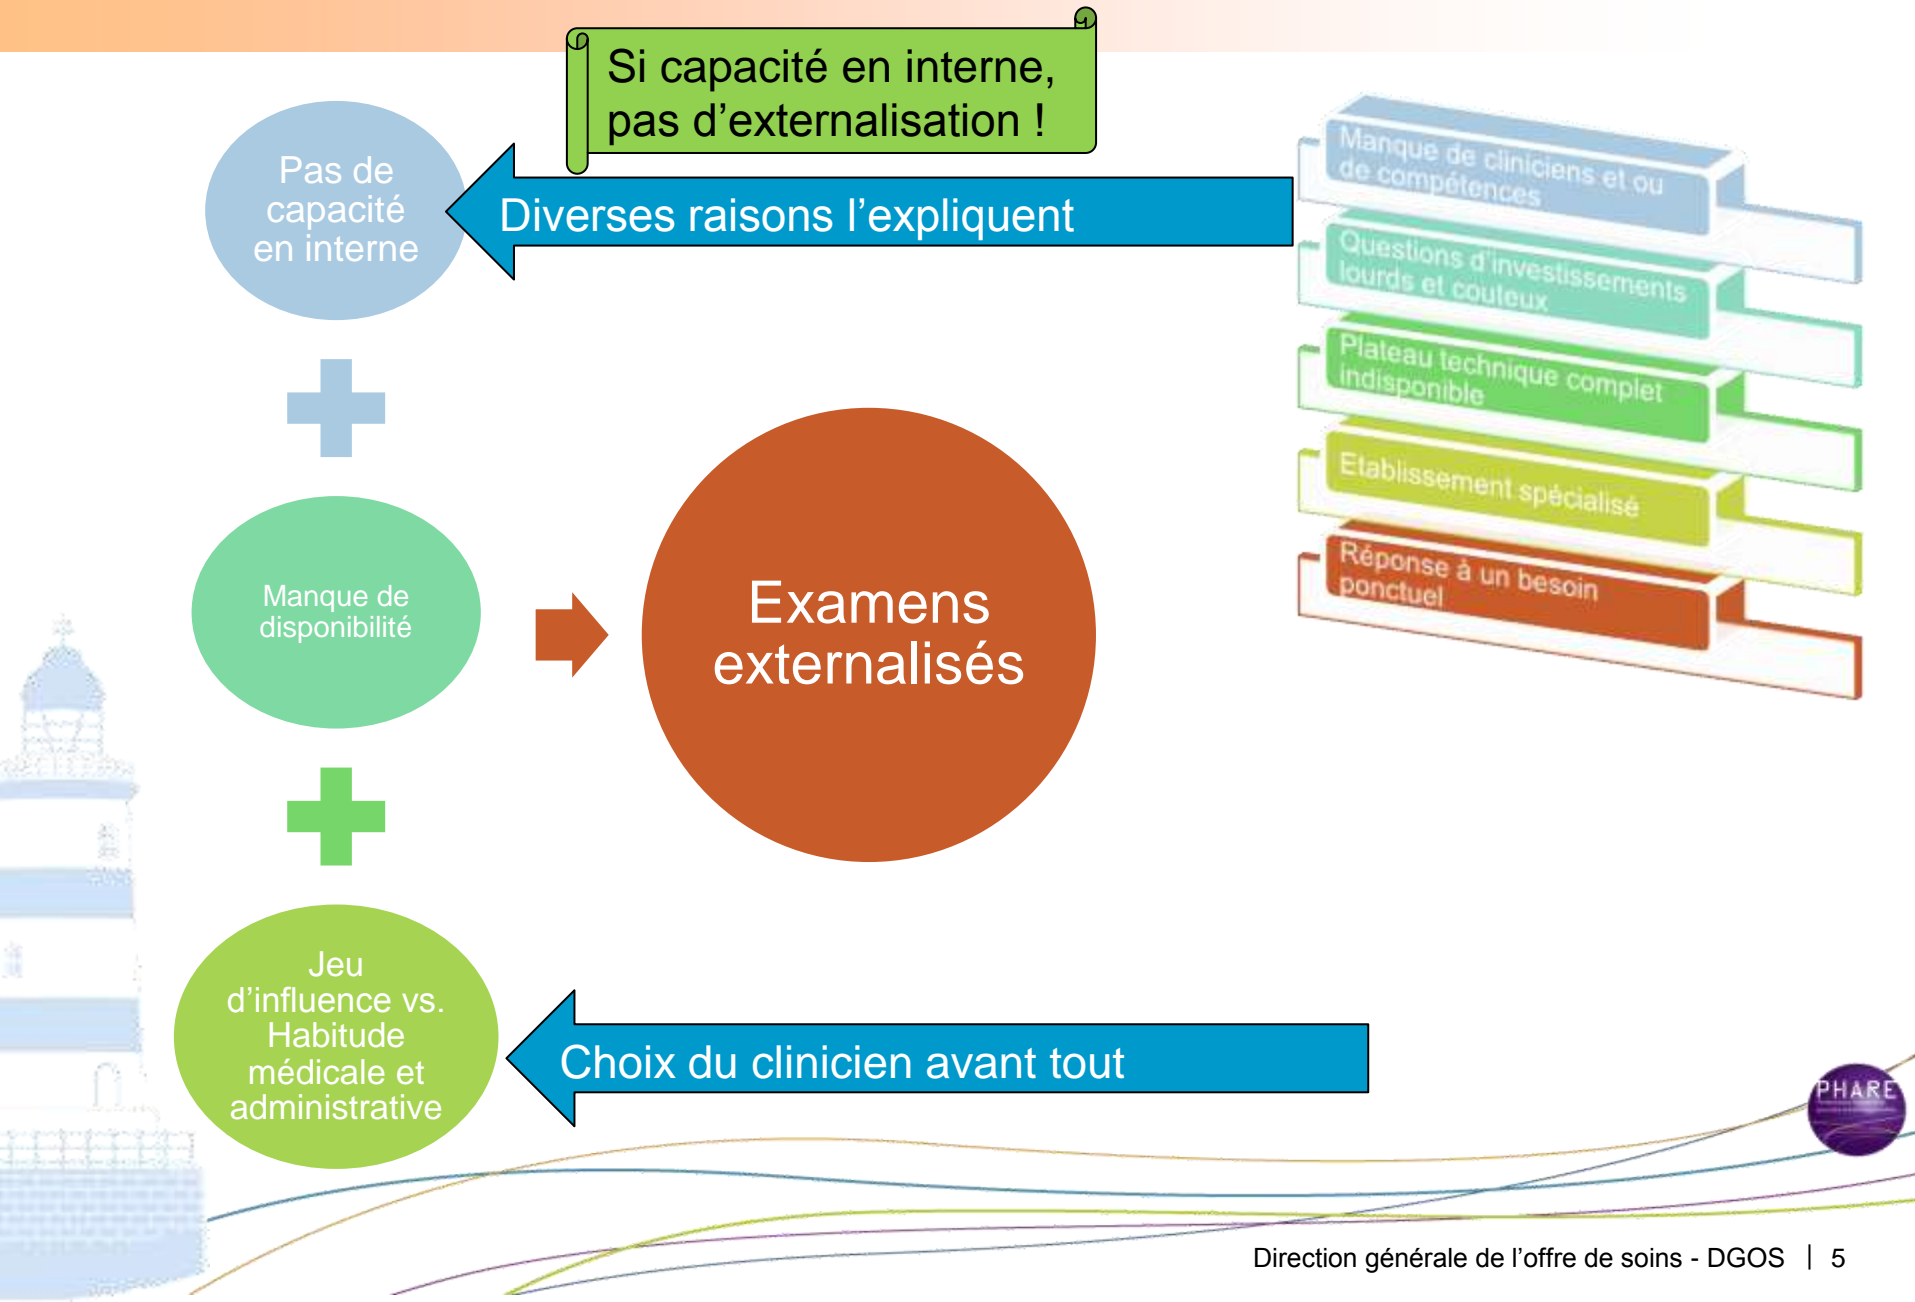 Si capacité en interne,
pas d’externalisation !
Pas de
capacité
en interne
Diverses raisons l’expliquent
Manque de cliniciens et ou
de compétences
Questions d’investissements
lourds et couteux
Plateau technique complet
indisponible
Etablissement spécialisé
Réponse à un besoin
ponctuel
Manque de
disponibilité
Examens
externalisés
Jeu
d’influence vs.
Habitude
médicale et
administrative
Choix du clinicien avant tout
PHARE
Direction générale de l’offre de soins - DGOS | 5